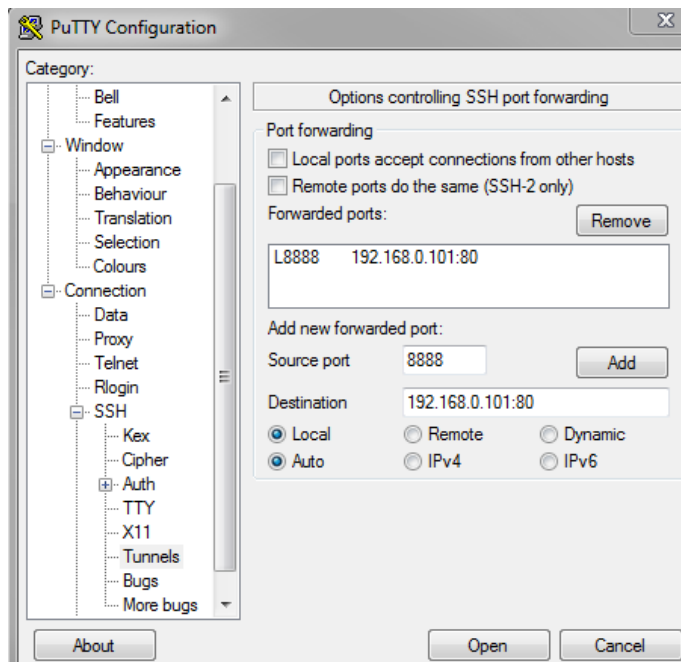 PuTTY Configuration
Category:
Bell
Features
Window
Appearance
Behaviour
Translation
Selection
Colours
Connection
Data
Proxy
Telnet
Rlogin
SSH
Kex
Cipher
Auth
TTY
X11
Tunnels
Bugs
More bugs
Options controlling SSH port forwarding
Port forwarding
Local ports accept connections from other hosts
Remote ports do the same (SSH-2 only)
Forwarded ports:
Remove
L8888 192.168.0.101:80
Add new forwarded port:
Source port 8888 Add
Destination 192.168.0.101:80
Local Remote Dynamic
Auto IPv4 IPv6
About Open Cancel